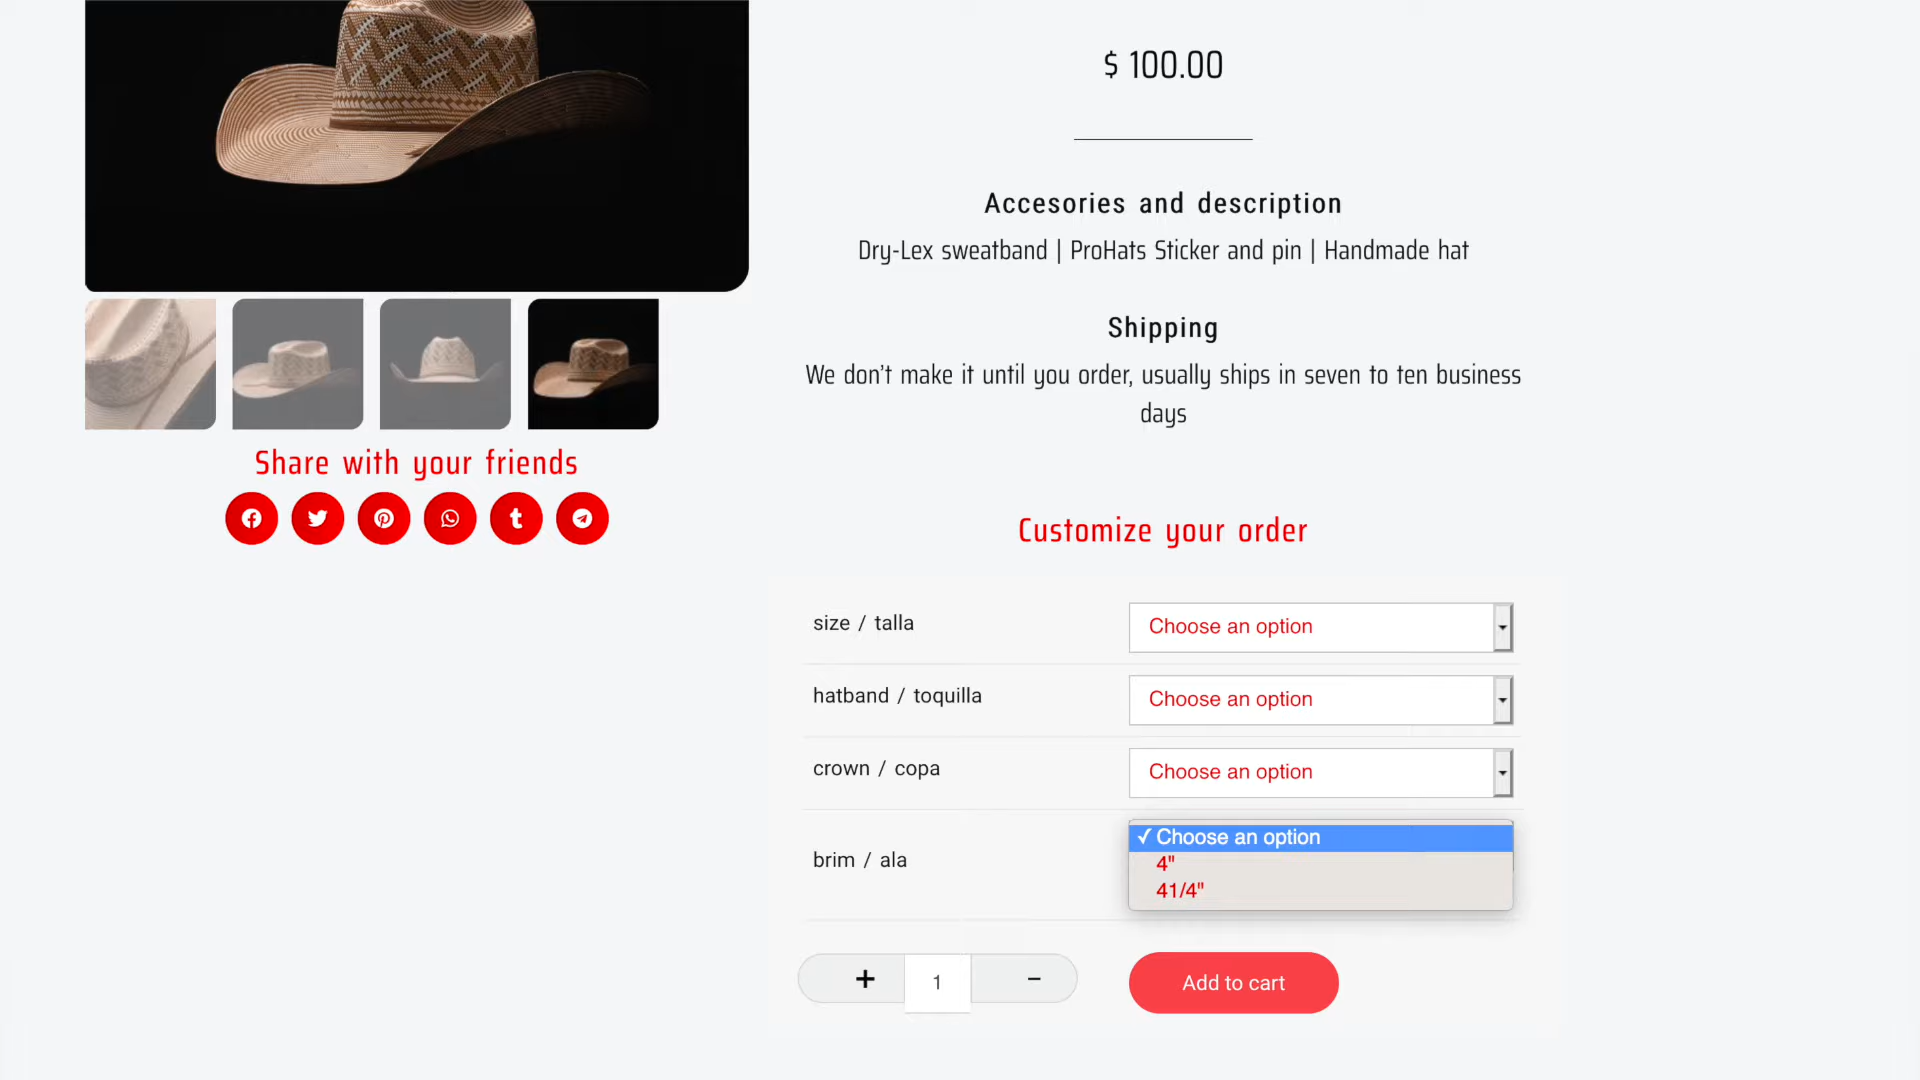 $ 100.00
Accesories and description
Dry-Lex sweatband | ProHats Sticker and pin | Handmade hat
Shipping
We don’t make it until you order, usually ships in seven to ten business
days
Share with your friends
Customize your order
size / talla
Choose an option
hatband / toquilla
Choose an option
crown / copa
Choose an option
brim / ala
✓ Choose an option
4"
41/4"
+ 1 −
Add to cart